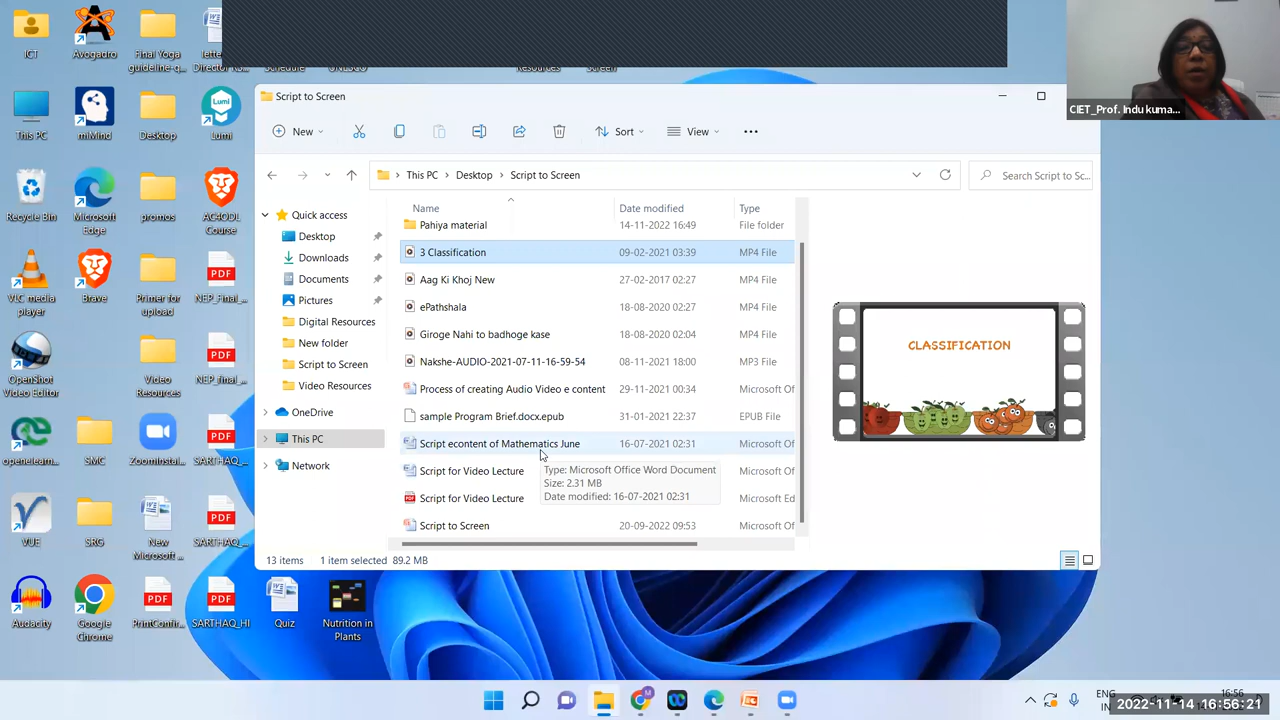 ICT
Avogadro
Final Yoga
guideline-q...
This PC
miMind
Desktop
Lumi
Recycle Bin
Microsoft
Edge
promos
AC4ODL
Course
VLC media
player
Brave
Primer for
upload
NEP_Final_...
OpenShot
Video Editor
Video
Resources
NEP_final_...
openelearn...
SMC
Zoominstal...
SARTHAQ_...
VUE
SRG
New
Microsoft ...
SARTHAQ_...
Audacity
Google
Chrome
PrintConfir...
SARTHAQ_HI
Quiz
Nutrition in
Plants
Script to Screen
New
Sort
View
This PC > Desktop > Script to Screen
Search Script to Sc...
Quick access
Desktop
Downloads
Documents
Pictures
Digital Resources
New folder
Script to Screen
Video Resources
OneDrive
This PC
Network
Name Date modified Type
Pahiya material 14-11-2022 16:49 File folder
3 Classification 09-02-2021 03:39 MP4 File
Aag Ki Khoj New 27-02-2017 02:27 MP4 File
ePathshala 18-08-2020 02:27 MP4 File
Giroge Nahi to badhoge kase 18-08-2020 02:04 MP4 File
Nakshe-AUDIO-2021-07-11-16-59-54 08-11-2021 18:00 MP3 File
Process of creating Audio Video e content 29-11-2021 00:34 Microsoft Of
sample Program Brief.docx.epub 31-01-2021 22:37 EPUB File
Script econtent of Mathematics June 16-07-2021 02:31 Microsoft Of
Script for Video Lecture Microsoft Of
Script for Video Lecture Microsoft Ed
Script to Screen 20-09-2022 09:53 Microsoft Of
Type: Microsoft Office Word Document
Size: 2.31 MB
Date modified: 16-07-2021 02:31
13 items 1 item selected 89.2 MB
CLASSIFICATION
CIET_Prof. Indu kuma...
ENG
IN
16:56
2022-11-14 16:56:21